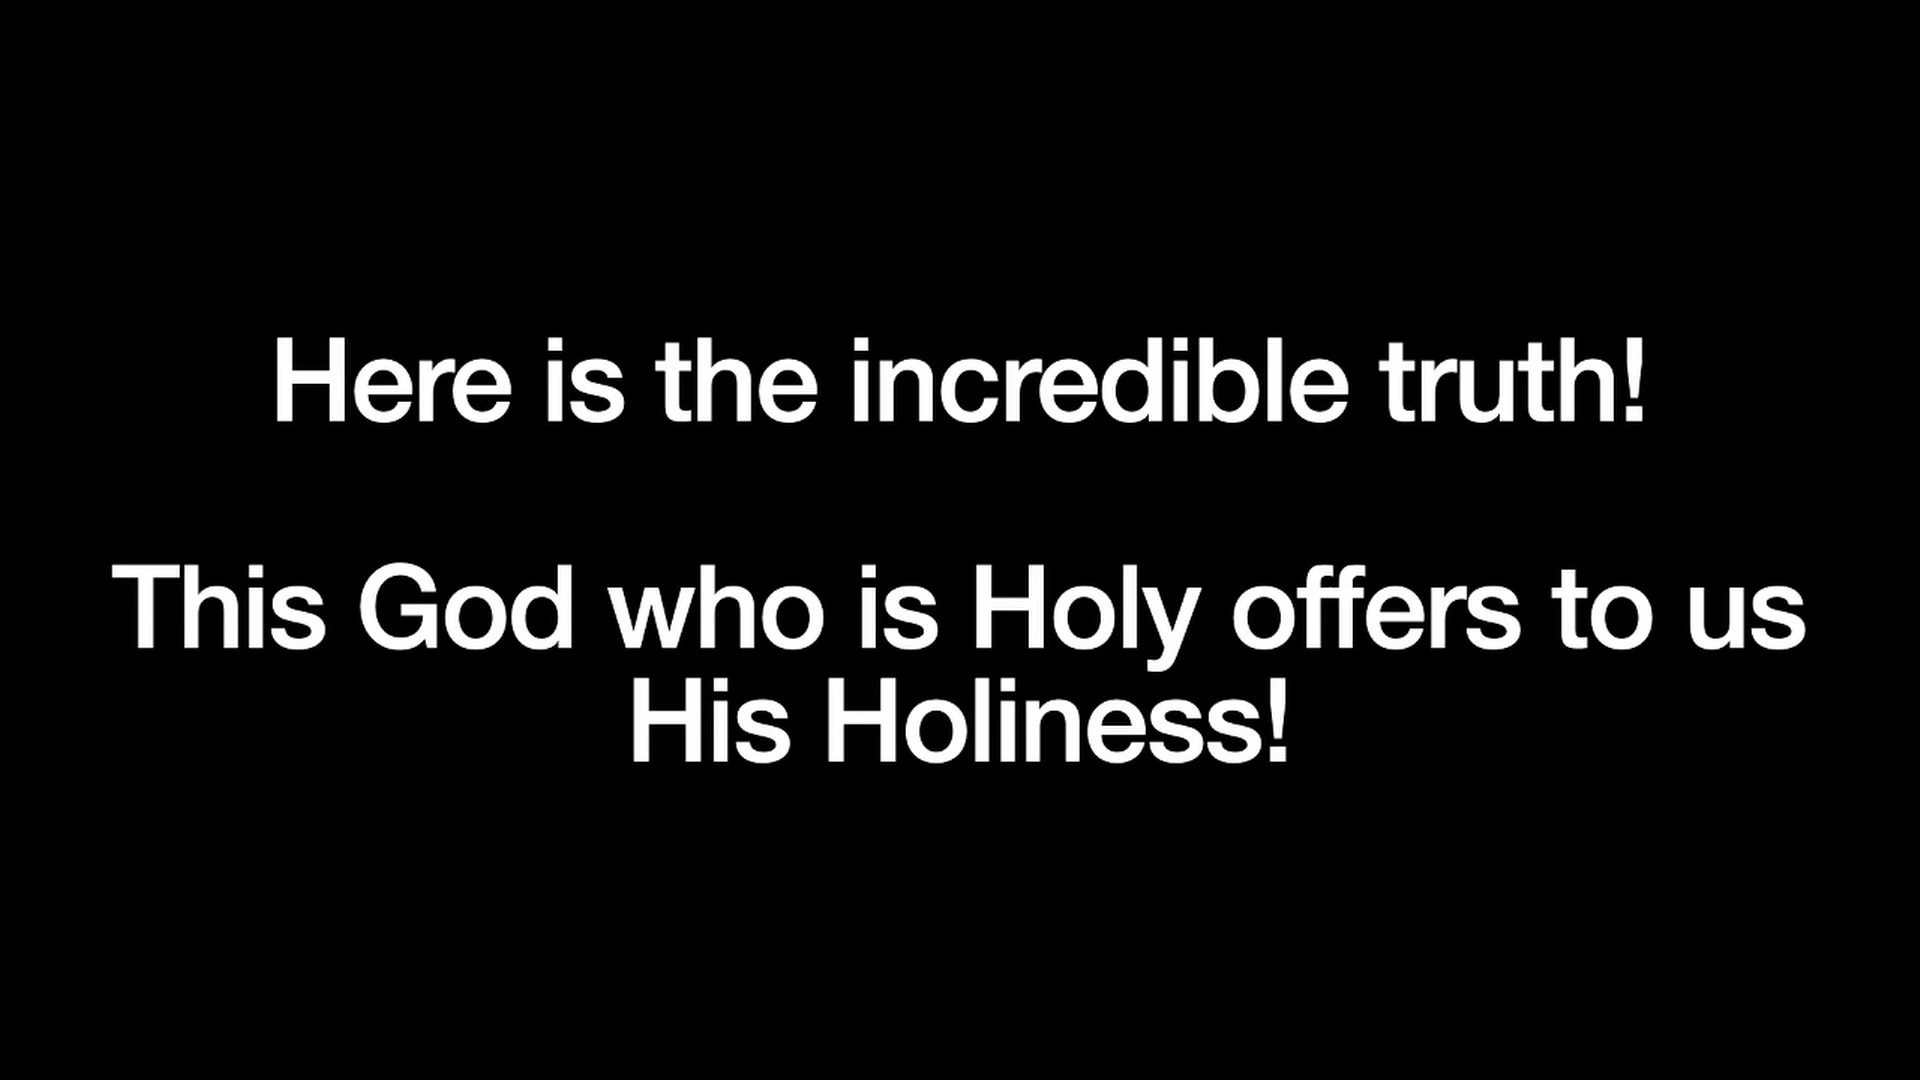 Here is the incredible truth!
This God who is Holy offers to us
His Holiness!